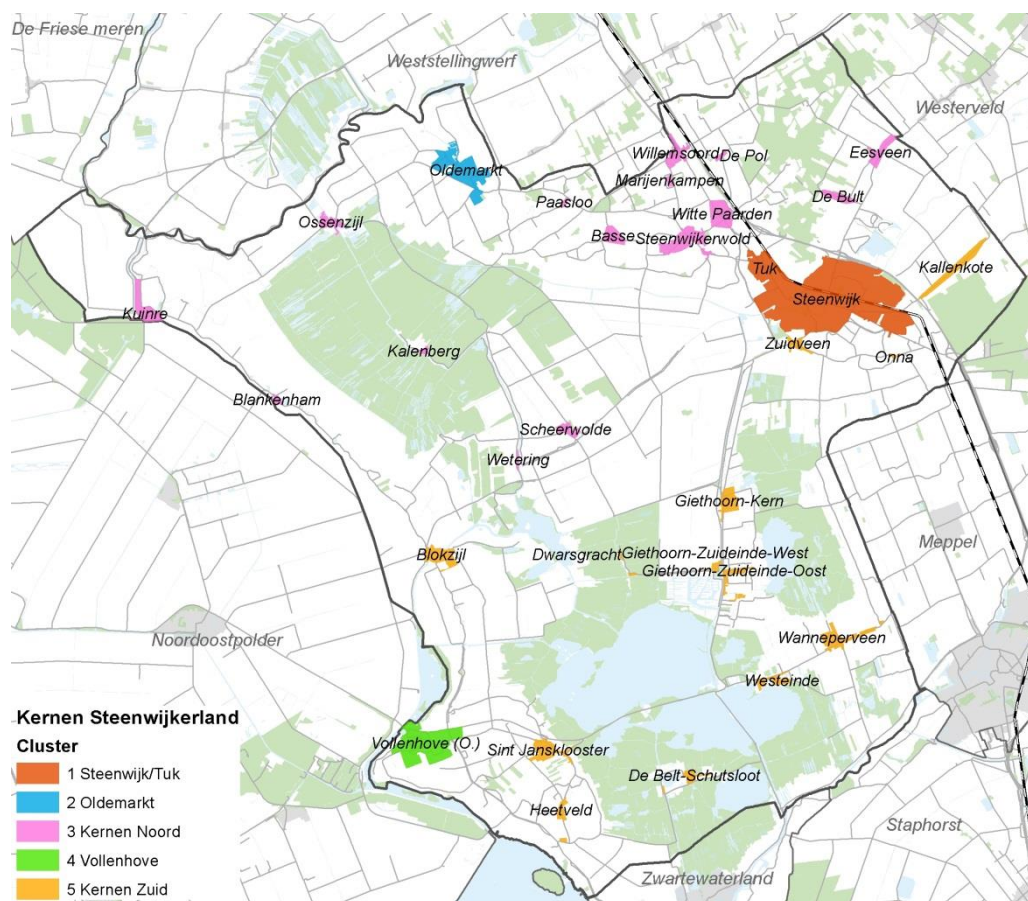 De Friese meren
Weststellingwerf
Westerveld
Willemsoord
De Pol
Eesveen
Oldemarkt
Marijenkampen
Paasloo
De Bult
Ossenzijl
Witte Paarden
Basse
Steenwijkerwold
Tuk
Kallenkote
Steenwijk
Kuinre
Zuidveen
Onna
Kalenberg
Blankenham
Scheerwolde
Wetering
Giethoorn-Kern
Meppel
Blokzijl
Dwarsgracht
Giethoorn-Zuideinde-West
Giethoorn-Zuideinde-Oost
Noordoostpolder
Wanneperveen
Westeinde
Vollenhove (O.)
Sint Jansklooster
De Belt-Schutsloot
Heetveld
Staphorst
Zwartewaterland
Kernen Steenwijkerland
Cluster
1 Steenwijk/Tuk
2 Oldemarkt
3 Kernen Noord
4 Vollenhove
5 Kernen Zuid